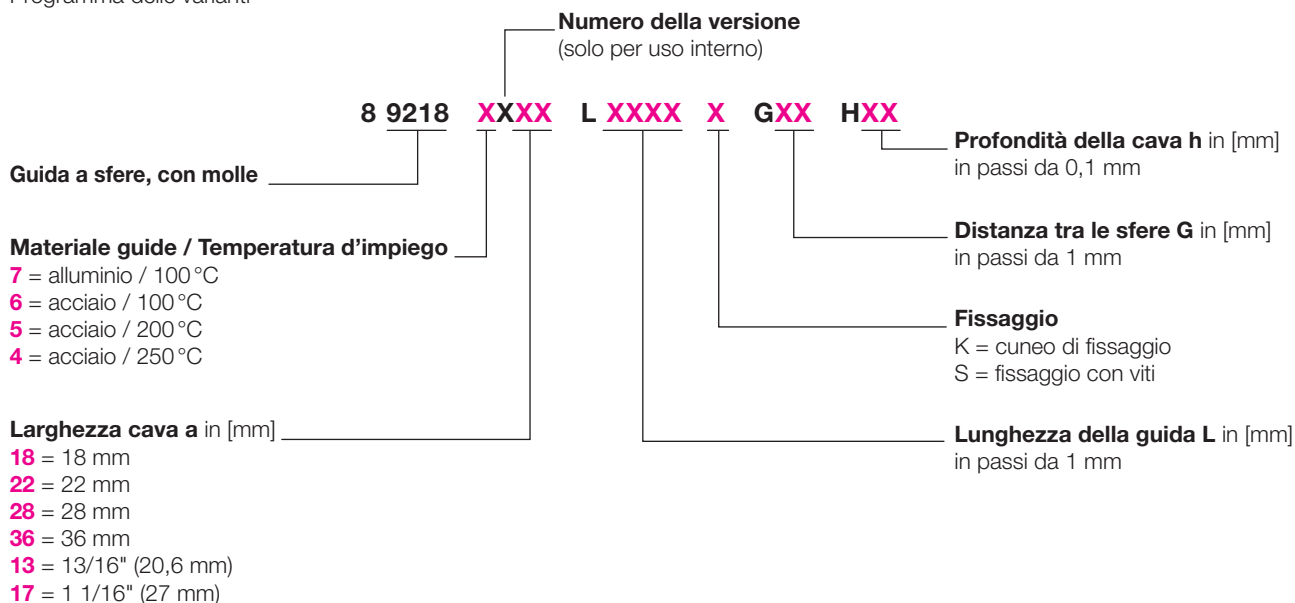 Programma delle varianti
Numero della versione
(solo per uso interno)
8 9218 XXXX L XXXX X GXX HXX
Guida a sfere, con molle
Materiale guide / Temperatura d'impiego
7 = alluminio / 100 °C
6 = acciaio / 100 °C
5 = acciaio / 200 °C
4 = acciaio / 250 °C
Larghezza cava a in [mm]
18 = 18 mm
22 = 22 mm
28 = 28 mm
36 = 36 mm
13 = 13/16" (20,6 mm)
17 = 1 1/16" (27 mm)
Profondità della cava h in [mm]
in passi da 0,1 mm
Distanza tra le sfere G in [mm]
in passi da 1 mm
Fissaggio
K = cuneo di fissaggio
S = fissaggio con viti
Lunghezza della guida L in [mm]
in passi da 1 mm